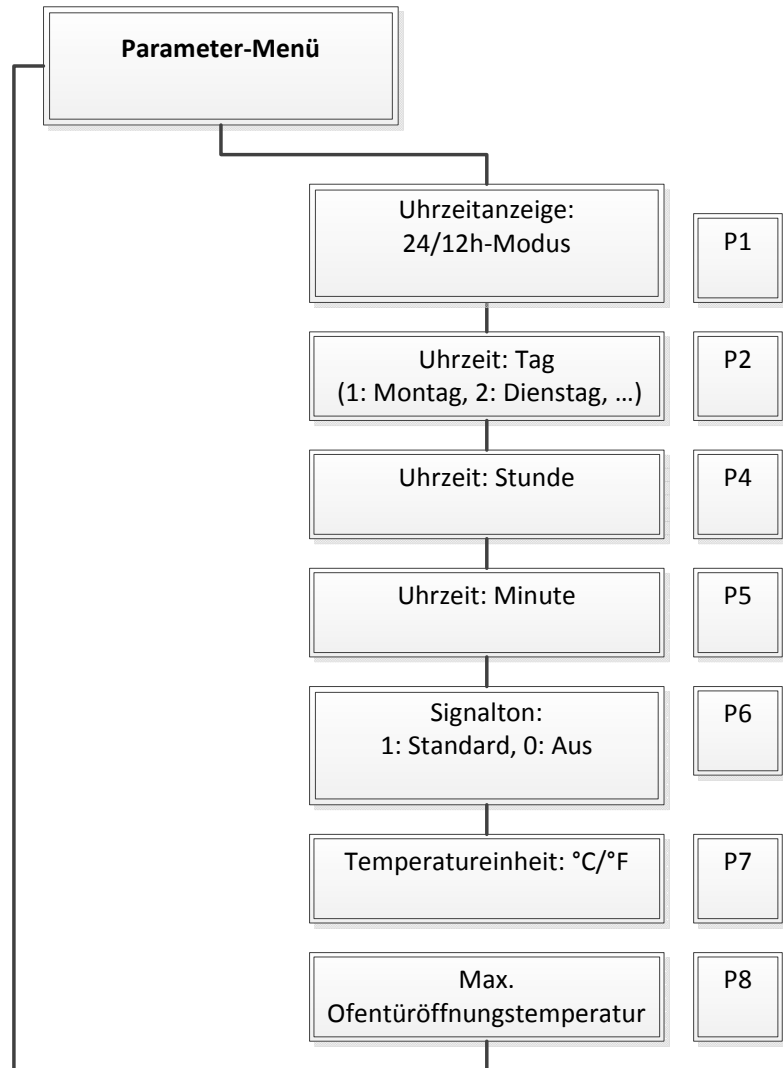 Parameter-Menü
Uhrzeitanzeige:
24/12h-Modus
P1
Uhrzeit: Tag
(1: Montag, 2: Dienstag, …)
P2
Uhrzeit: Stunde
P4
Uhrzeit: Minute
P5
Signalton:
1: Standard, 0: Aus
P6
Temperatureinheit: °C/°F
P7
Max.
Ofentüröffnungstemperatur
P8